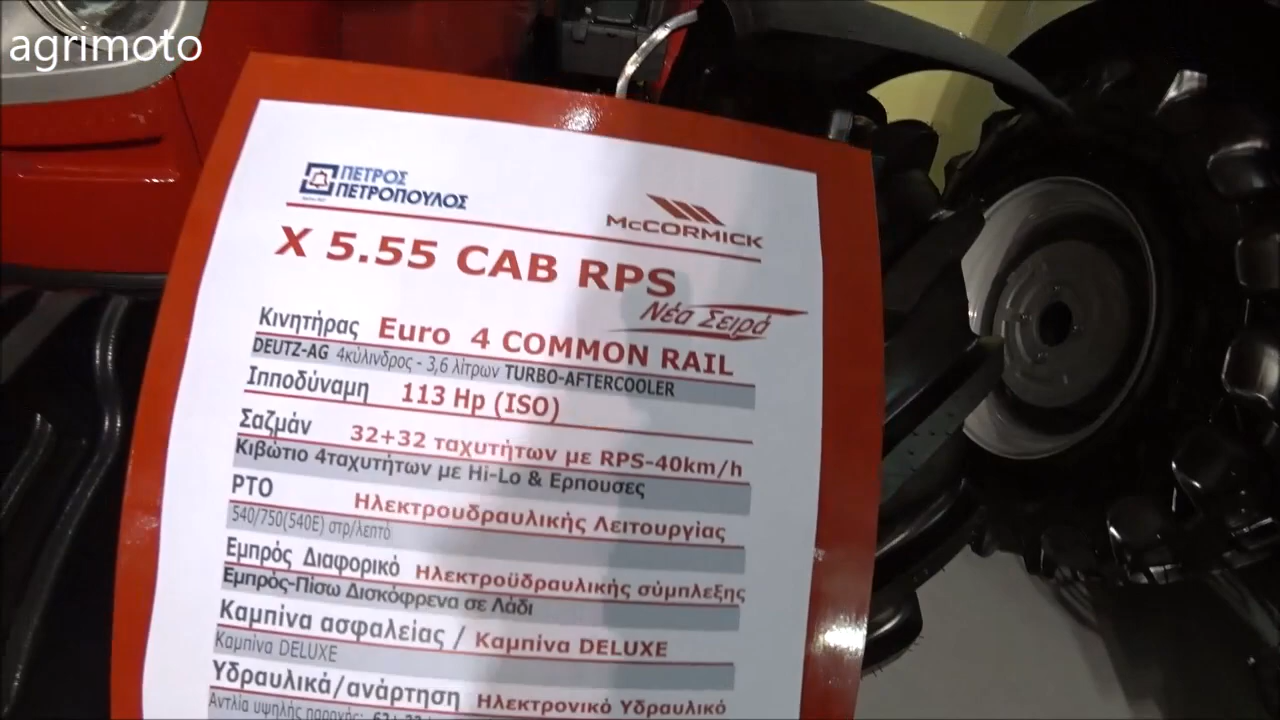 agrimoto
ΠΕΤΡΟΣ
ΠΕΤΡΟΠΟΥΛΟΣ
McCORMICK
X 5.55 CAB RPS
Νέα Σειρά
Κινητήρας Euro 4 COMMON RAIL
DEUTZ-AG 4κύλινδρος - 3,6 λίτρων TURBO-AFTERCOOLER
Ιπποδύναμη 113 Hp (ISO)
Σαζμάν 32+32 ταχυτήτων με RPS-40km/h
Κιβώτιο 4ταχυτήτων με Hi-Lo & Ερπουσες
PTO Ηλεκτρουδραυλικής Λειτουργίας
540/750(540E) στρ/λεπτό
Εμπρός Διαφορικό Ηλεκτροϋδραυλικής σύμπλεξης
Εμπρός-Πίσω Δισκόφρενα σε Λάδι
Καμπίνα ασφαλείας / Καμπίνα DELUXE
Καμπίνα DELUXE
Υδραυλικά/ανάρτηση Ηλεκτρονικό Υδραυλικό
Αντλία υψηλής παροχής: